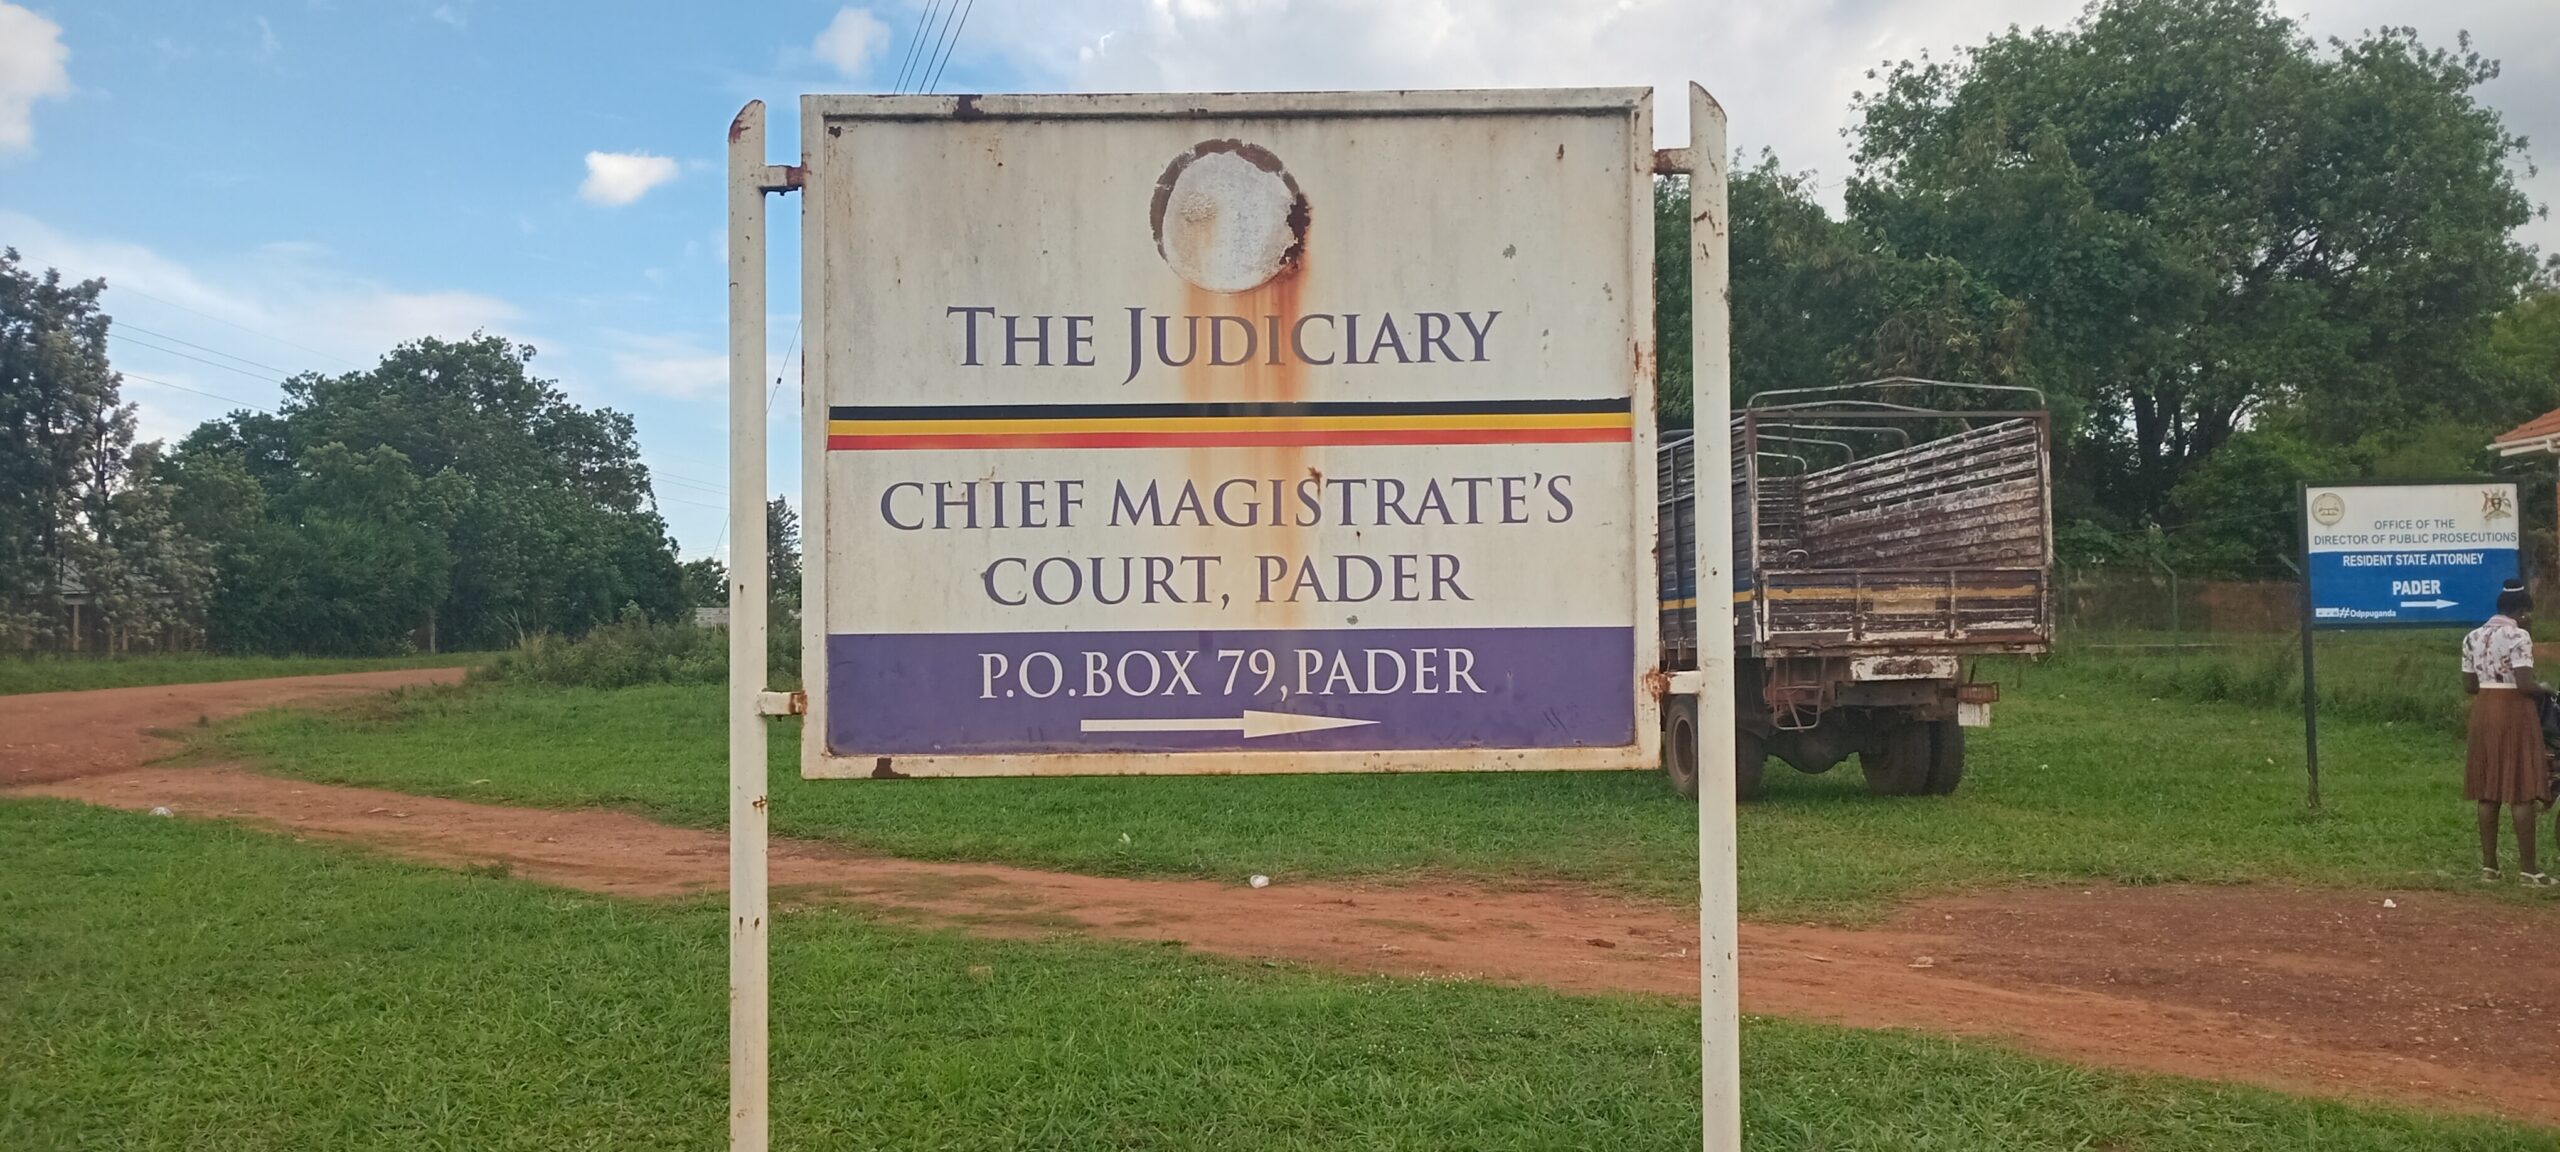 THE JUDICIARY
CHIEF MAGISTRATE'S
COURT, PADER
P.O.BOX 79,PADER
OFFICE OF THE
DIRECTOR OF PUBLIC PROSECUTIONS
RESIDENT STATE ATTORNEY
PADER
#Odppuganda